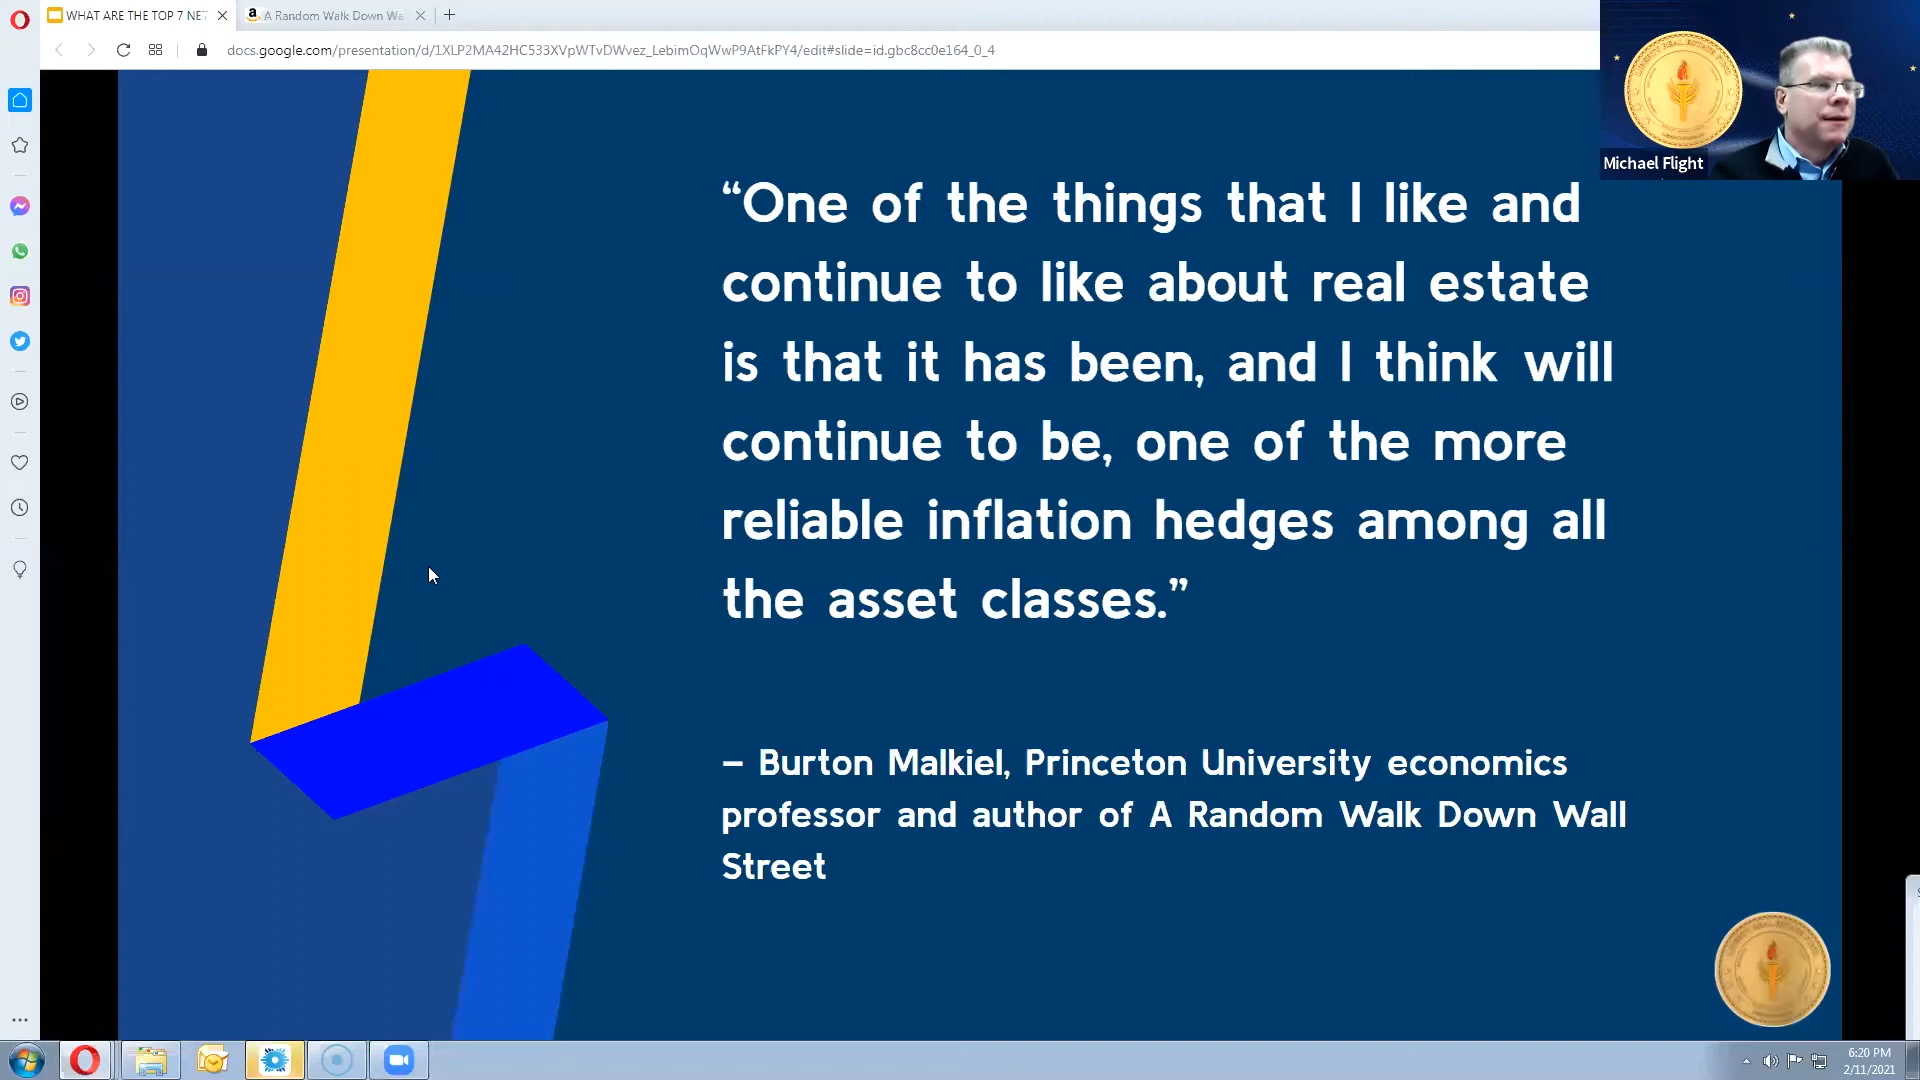 WHAT ARE THE TOP 7 NET
A Random Walk Down Wa
docs.google.com/presentation/d/1XLP2MA42HC533XVpWTvDWvez_LebimOqWwP9AtFkPY4/edit#slide=id.gbc8cc0e164_0_4
Michael Flight
“One of the things that I like and
continue to like about real estate
is that it has been, and I think will
continue to be, one of the more
reliable inflation hedges among all
the asset classes.”
– Burton Malkiel, Princeton University economics
professor and author of A Random Walk Down Wall
Street
6:20 PM
2/11/2021